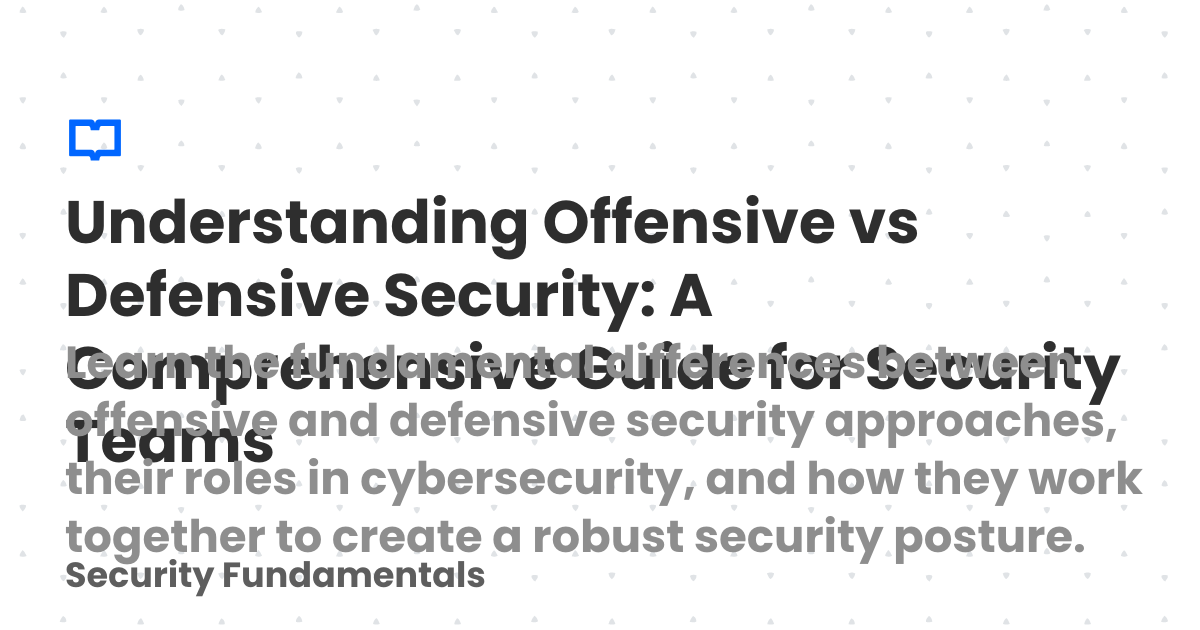 Understanding Offensive vs
Defensive Security: A
Comprehensive Guide for Security
Teams
Learn the fundamental differences between
offensive and defensive security approaches,
their roles in cybersecurity, and how they work
together to create a robust security posture.
Security Fundamentals